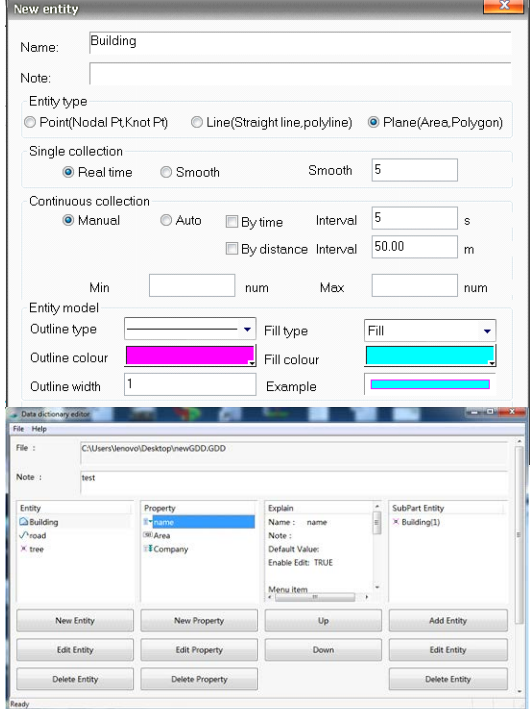 New entity
Name: Building
Note:
Entity type
Point(Nodal Pt,Knot Pt) Line(Straight line,polyline) Plane(Area,Polygon)
Single collection
Real time Smooth Smooth 5
Continuous collection
Manual Auto By time Interval 5 s
By distance Interval 50.00 m
Min num Max num
Entity model
Outline type Fill type Fill
Outline colour Fill colour
Outline width 1 Example
Data dictionary editor
File Help
File : C:\Users\lenovo\Desktop\newGDD.GDD
Note : test
Entity Property Explain SubPart Entity
Building name Name : name Building(1)
road Area Note :
tree Company Default Value:
Enable Edit: TRUE
Menu item
New Entity New Property Up Add Entity
Edit Entity Edit Property Down Edit Entity
Delete Entity Delete Property Delete Entity
Ready